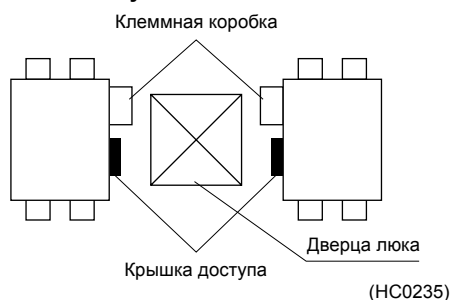 Клеммная коробка
Дверца люка
Крышка доступа
(HC0235)